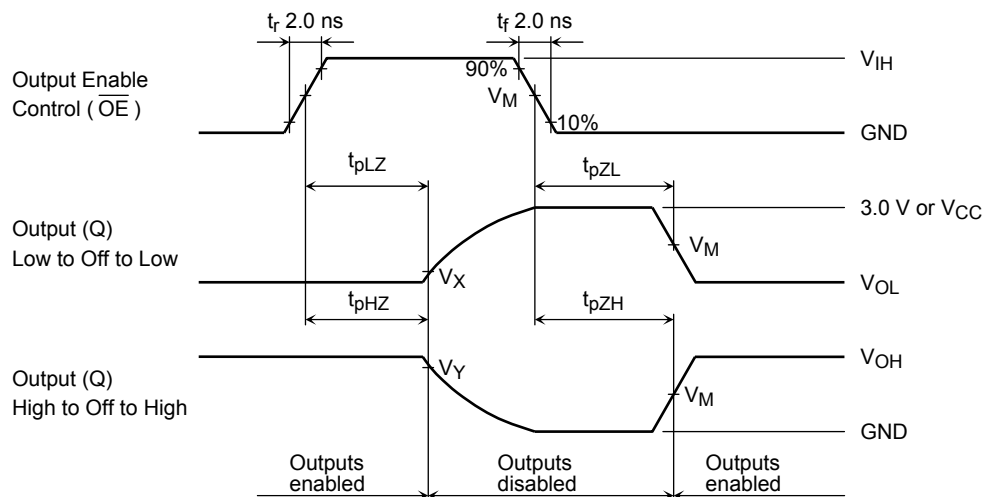 tr 2.0 ns
tf 2.0 ns
Output Enable
Control ( OE )
90%
VM
10%
VIH
GND
tpLZ
tpZL
Output (Q)
Low to Off to Low
VX
VM
3.0 V or VCC
VOL
tpHZ
tpZH
Output (Q)
High to Off to High
VY
VM
VOH
GND
Outputs
enabled
Outputs
disabled
Outputs
enabled